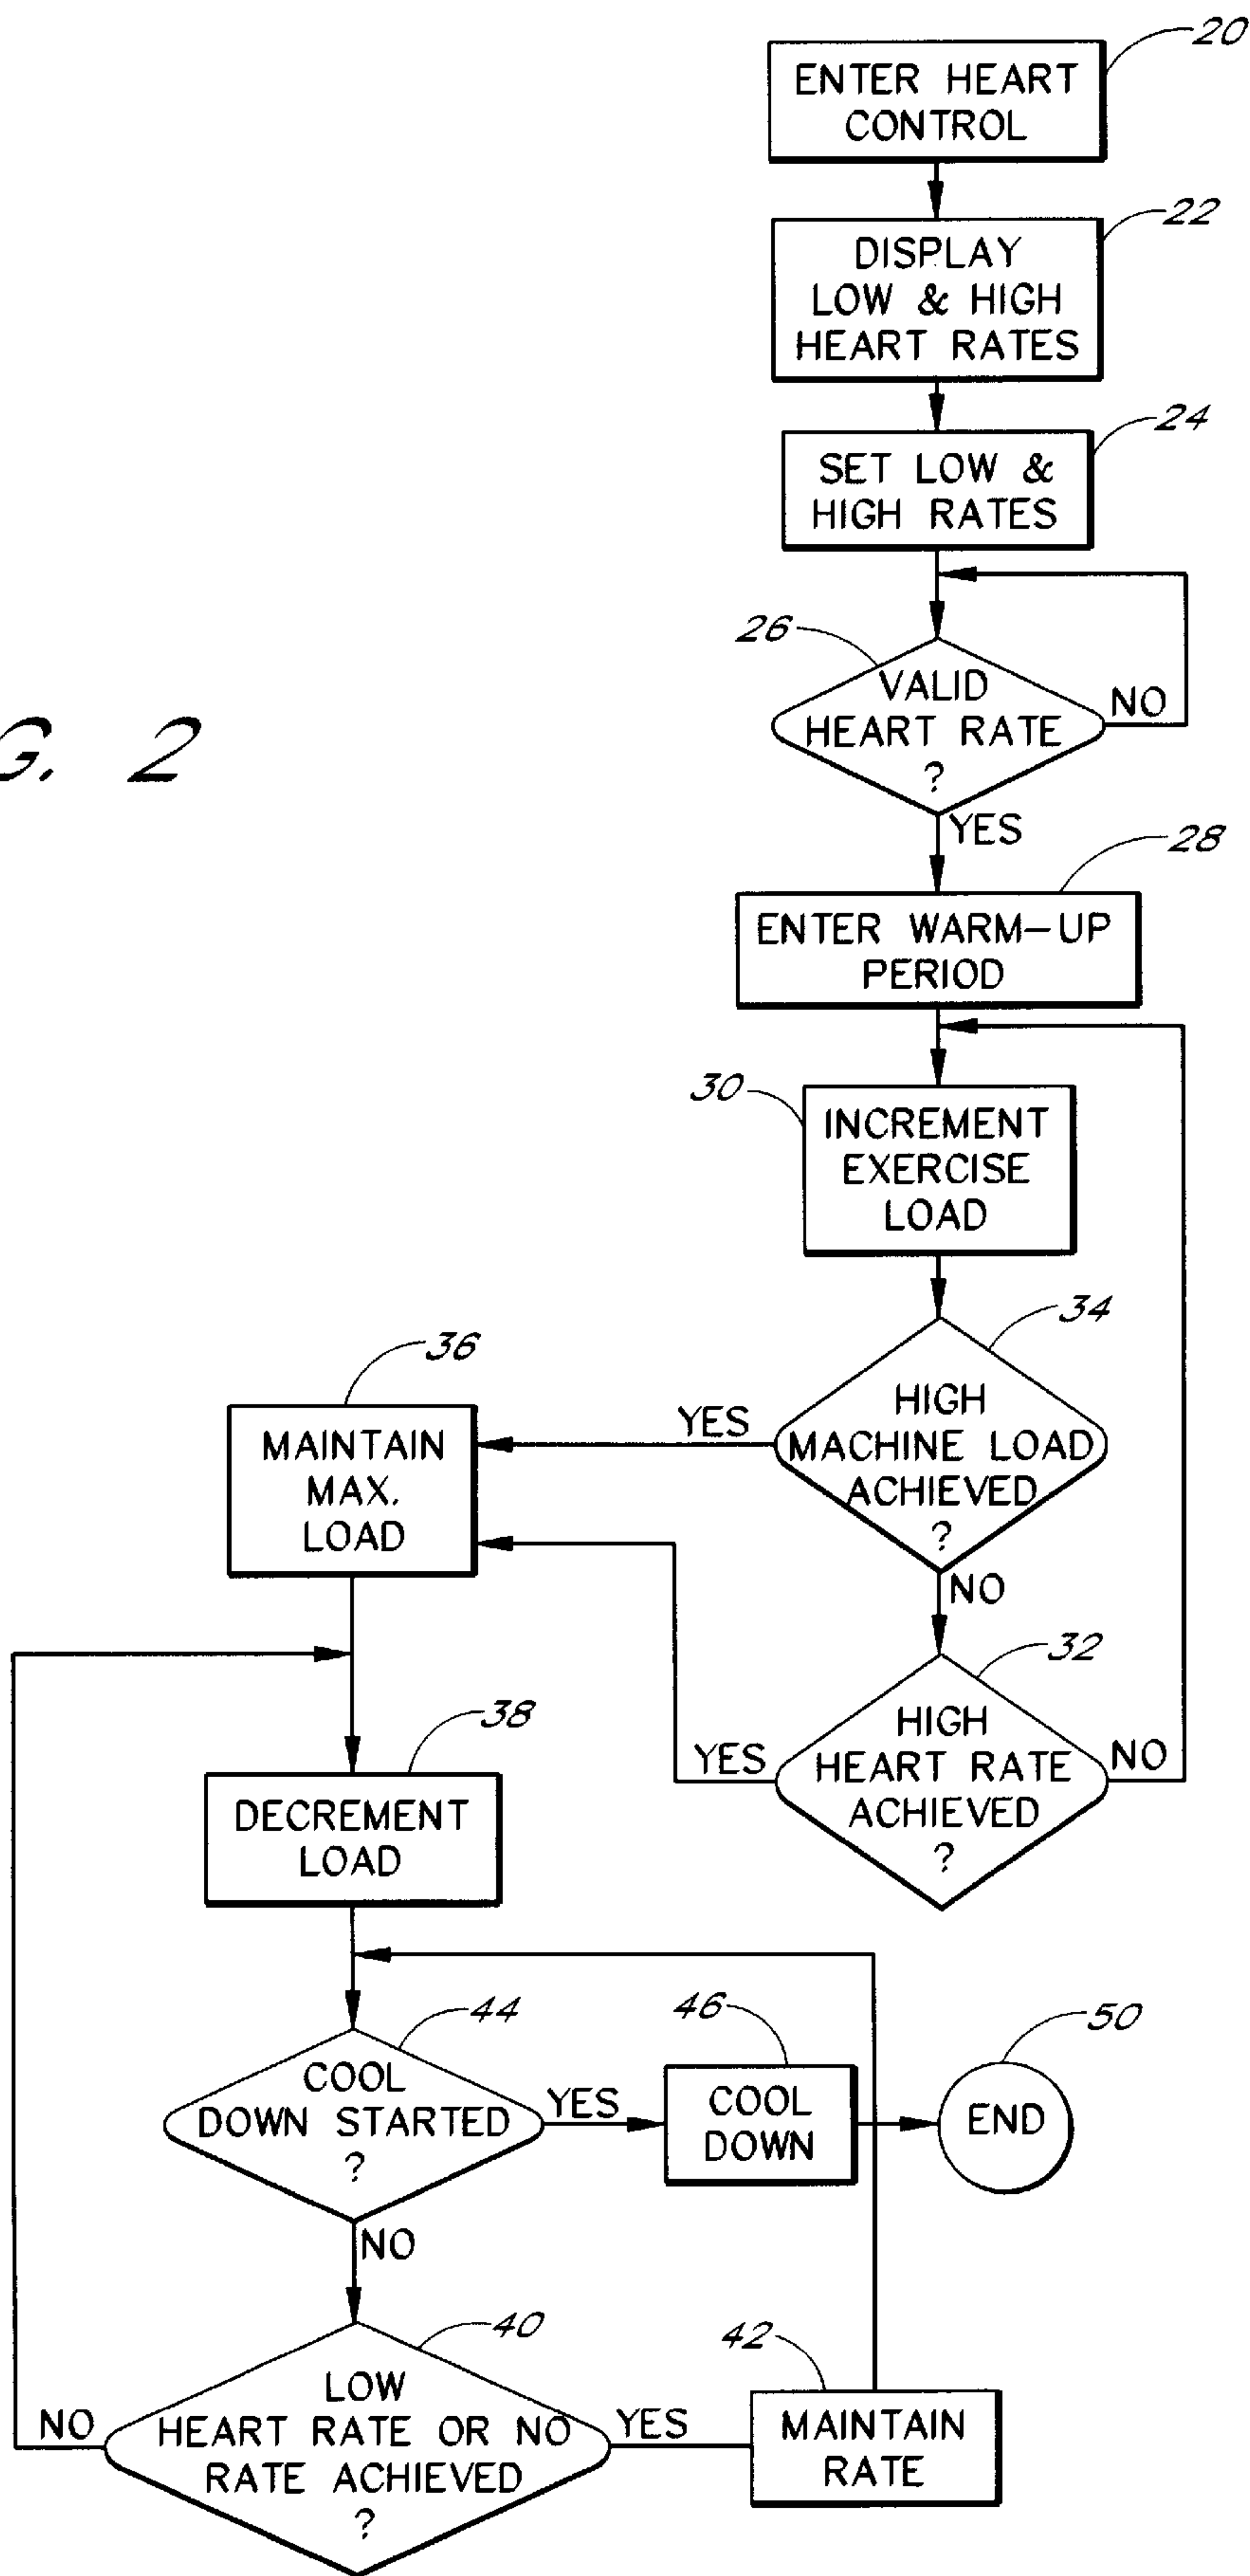 20
ENTER HEART
CONTROL
22
DISPLAY
LOW & HIGH
HEART RATES
24
SET LOW &
HIGH RATES
26
VALID
HEART RATE
?
NO
YES
G. 2
28
ENTER WARM-UP
PERIOD
30
INCREMENT
EXERCISE
LOAD
34
HIGH
MACHINE LOAD
ACHIEVED
?
YES
NO
36
MAINTAIN
MAX.
LOAD
32
HIGH
HEART RATE
ACHIEVED
?
YES
NO
38
DECREMENT
LOAD
44
COOL
DOWN STARTED
?
YES
NO
46
COOL
DOWN
50
END
40
LOW
HEART RATE OR NO
RATE ACHIEVED
?
NO
YES
42
MAINTAIN
RATE